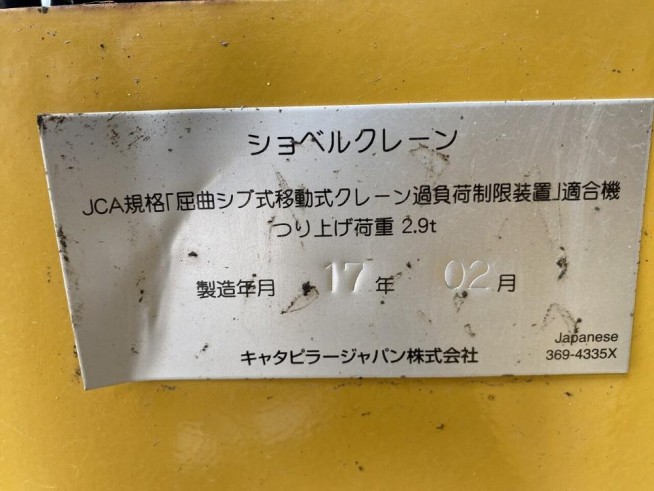 ショベルクレーン
JCA規格「屈曲ジブ式移動式クレーン過負荷制限装置」適合機
つり上げ荷重 2.9t
製造年月 17 年 02 月
キャタピラージャパン株式会社
Japanese
369-4335X